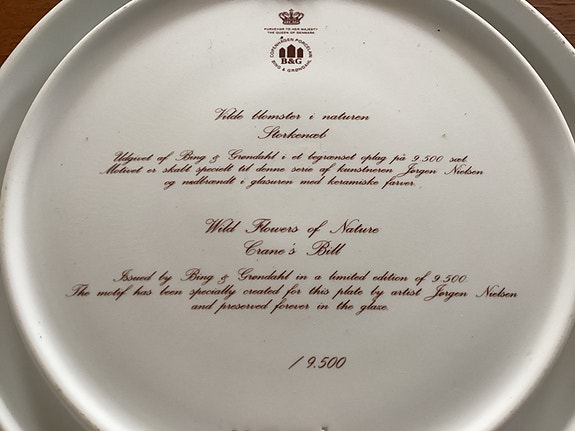 PURVEYOR TO HER MAJESTY
THE QUEEN OF DENMARK
COPENHAGEN PORCELAIN
B&G
BING & GRØNDAHL
Vilde blomster i naturen
Storkenæb
Udgivet af Bing & Grøndahl i et begrænset oplag på 9.500 sæt.
Motivet er skabt specielt til denne serie af kunstneren Jørgen Nielsen
og nedbrændt i glasuren med keramiske farver.
Wild Flowers of Nature
Crane's Bill
Issued by Bing & Grøndahl in a limited edition of 9.500.
The motif has been specially created for this plate by artist Jørgen Nielsen
and preserved forever in the glaze.
/9.500